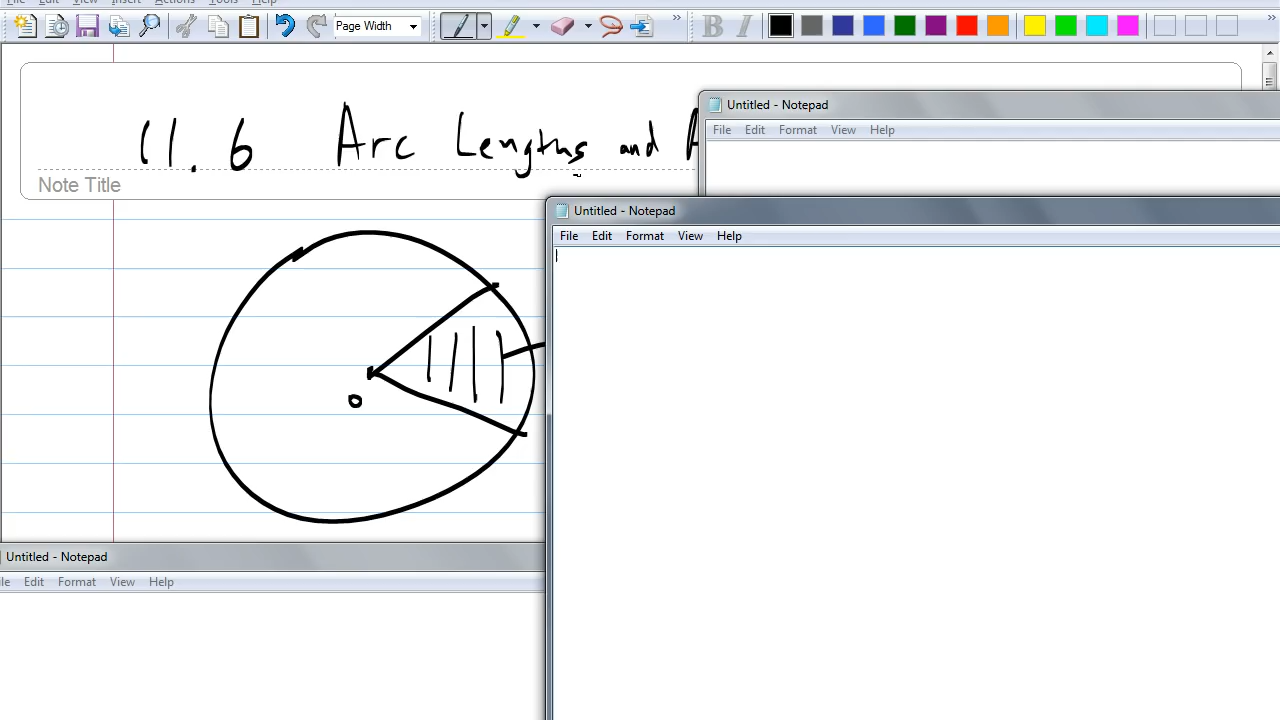 File Edit View Insert Actions Tools Help
Page Width
B I
11.6 Arc Lengths and A
Note Title
o
Untitled - Notepad
File Edit Format View Help
Untitled - Notepad
File Edit Format View Help
Untitled - Notepad
ile Edit Format View Help